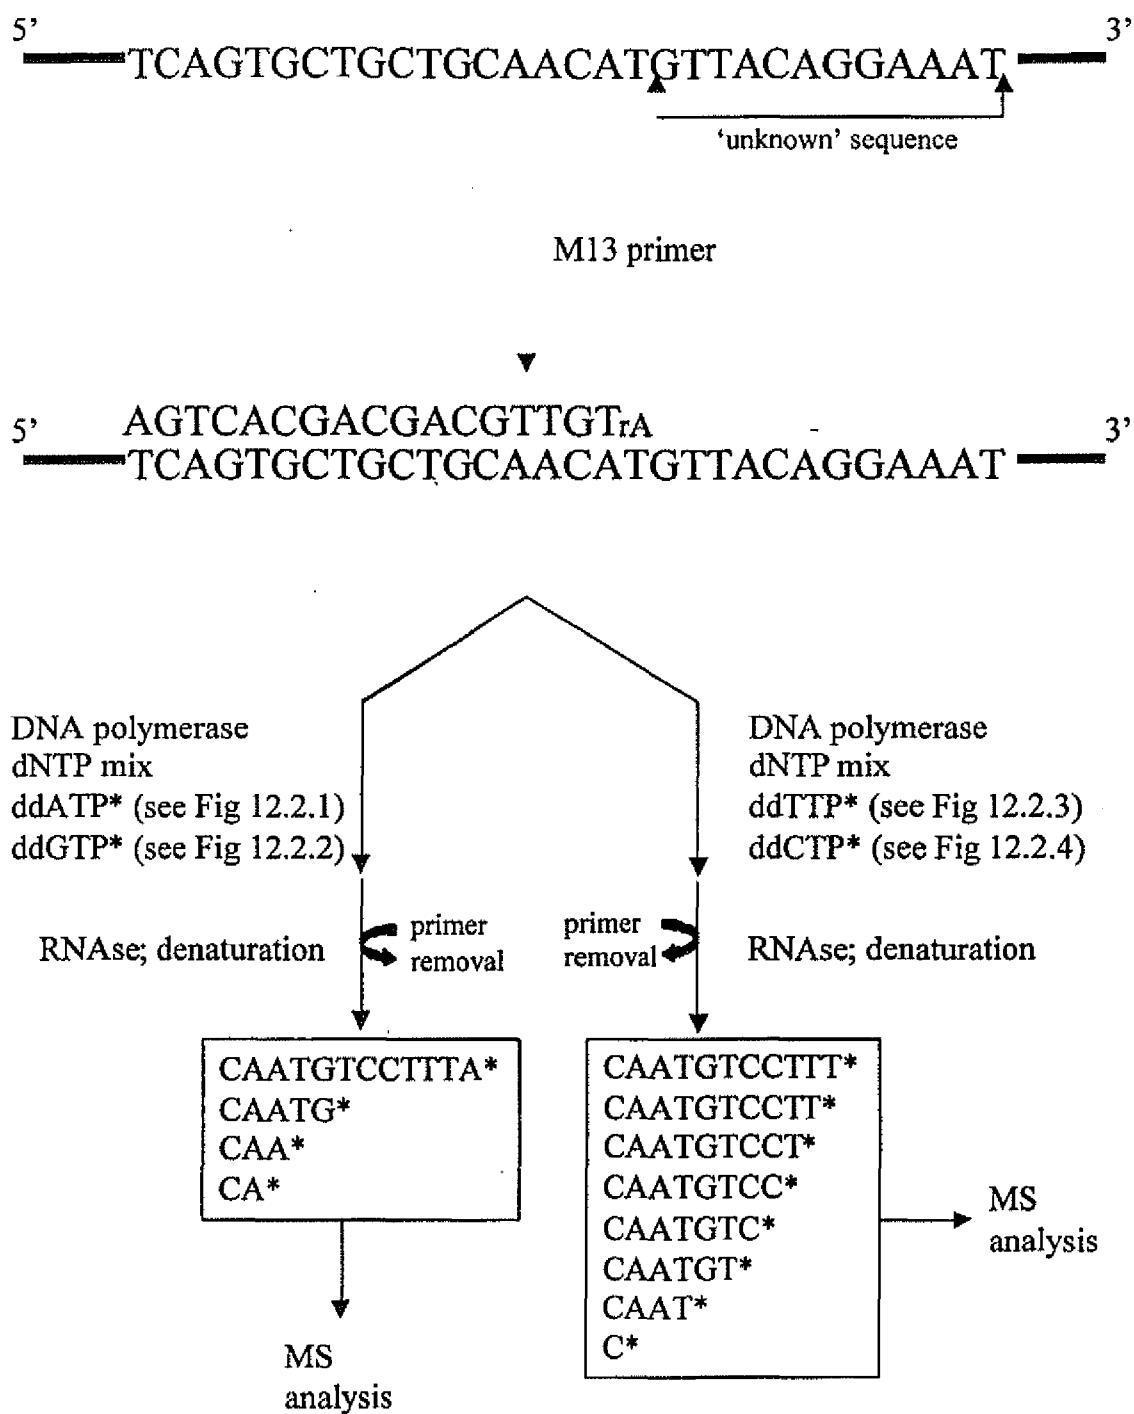 5’ 3’
TCAGTGCTGCTGCAACATGTTACAGGAAAT
‘unknown’ sequence
M13 primer
AGTCACGACGACGTTGTrA
5’ 3’
TCAGTGCTGCTGCAACATGTTACAGGAAAT
DNA polymerase
dNTP mix
ddATP* (see Fig 12.2.1)
ddGTP* (see Fig 12.2.2)
DNA polymerase
dNTP mix
ddTTP* (see Fig 12.2.3)
ddCTP* (see Fig 12.2.4)
RNAse; denaturation
primer
removal
primer
removal
RNAse; denaturation
CAATGTCCTTTA*
CAATG*
CAA*
CA*
CAATGTCCTTT*
CAATGTCCTT*
CAATGTCCT*
CAATGTCC*
CAATGTC*
CAATGT*
CAAT*
C*
MS
analysis
MS
analysis